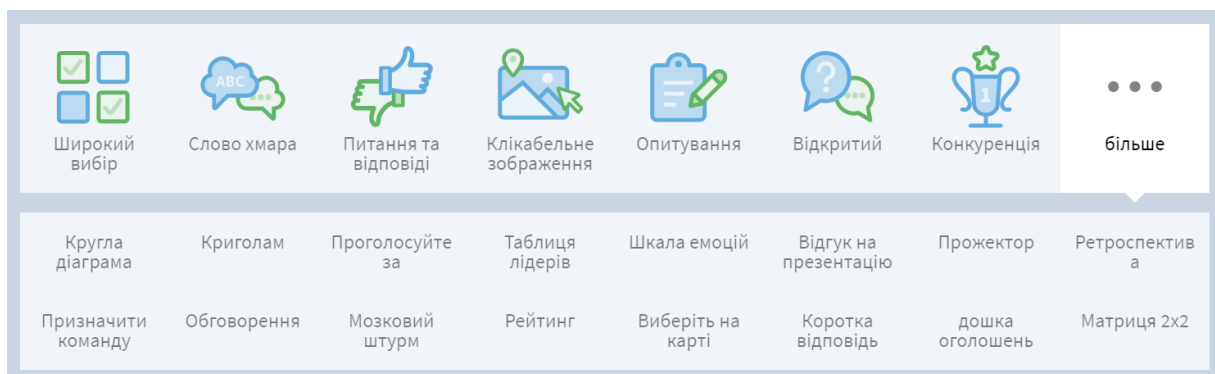 ABC
?
1
Широкий
вибір
Слово хмара
Питання та
відповіді
Клікабельне
зображення
Опитування
Відкритий
Конкуренція
більше
Кругла
діаграма
Криголам
Проголосуйте
за
Таблиця
лідерів
Шкала емоцій
Відгук на
презентацію
Прожектор
Ретроспектив
а
Призначити
команду
Обговорення
Мозковий
штурм
Рейтинг
Виберіть на
карті
Коротка
відповідь
дошка
оголошень
Матриця 2x2